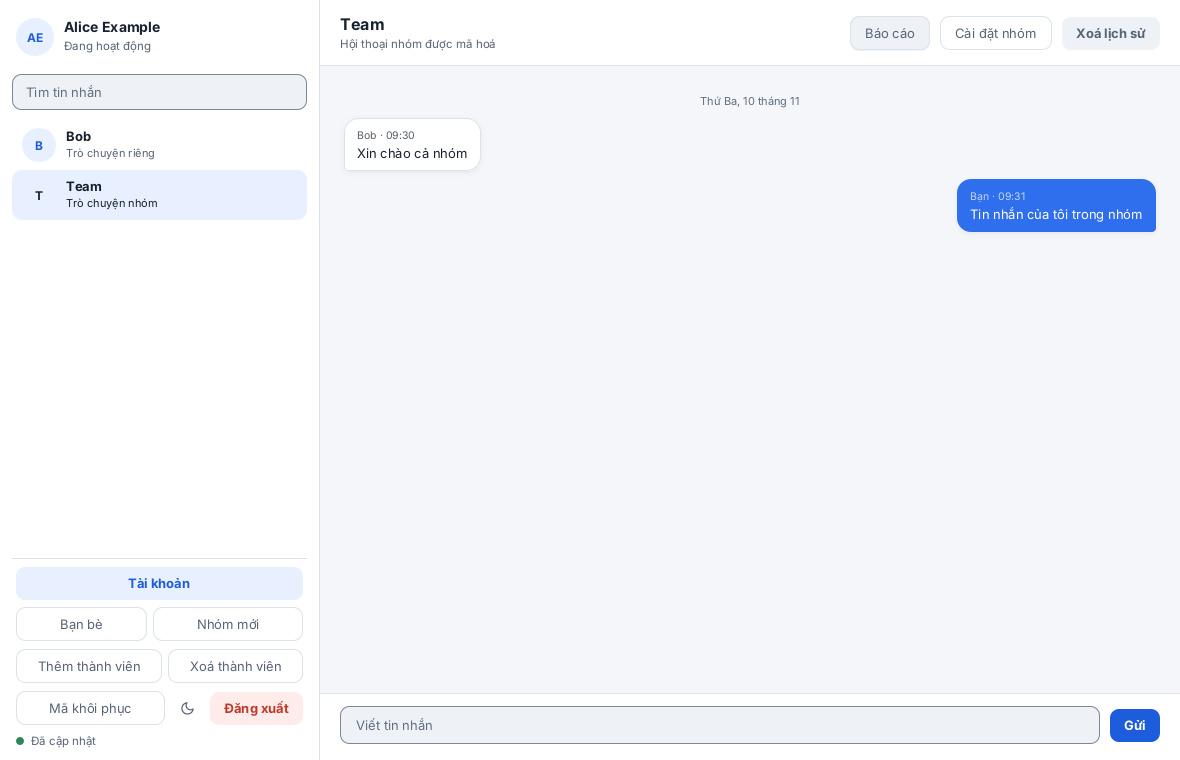 AE
Alice Example
Đang hoạt động
Tìm tin nhắn
B
Bob
Trò chuyện riêng
T
Team
Trò chuyện nhóm
Tài khoản
Bạn bè
Nhóm mới
Thêm thành viên
Xoá thành viên
Mã khôi phục
Đăng xuất
Đã cập nhật
Team
Hội thoại nhóm được mã hoá
Báo cáo
Cài đặt nhóm
Xoá lịch sử
Thứ Ba, 10 tháng 11
Bob · 09:30
Xin chào cả nhóm
Bạn · 09:31
Tin nhắn của tôi trong nhóm
Viết tin nhắn
Gửi